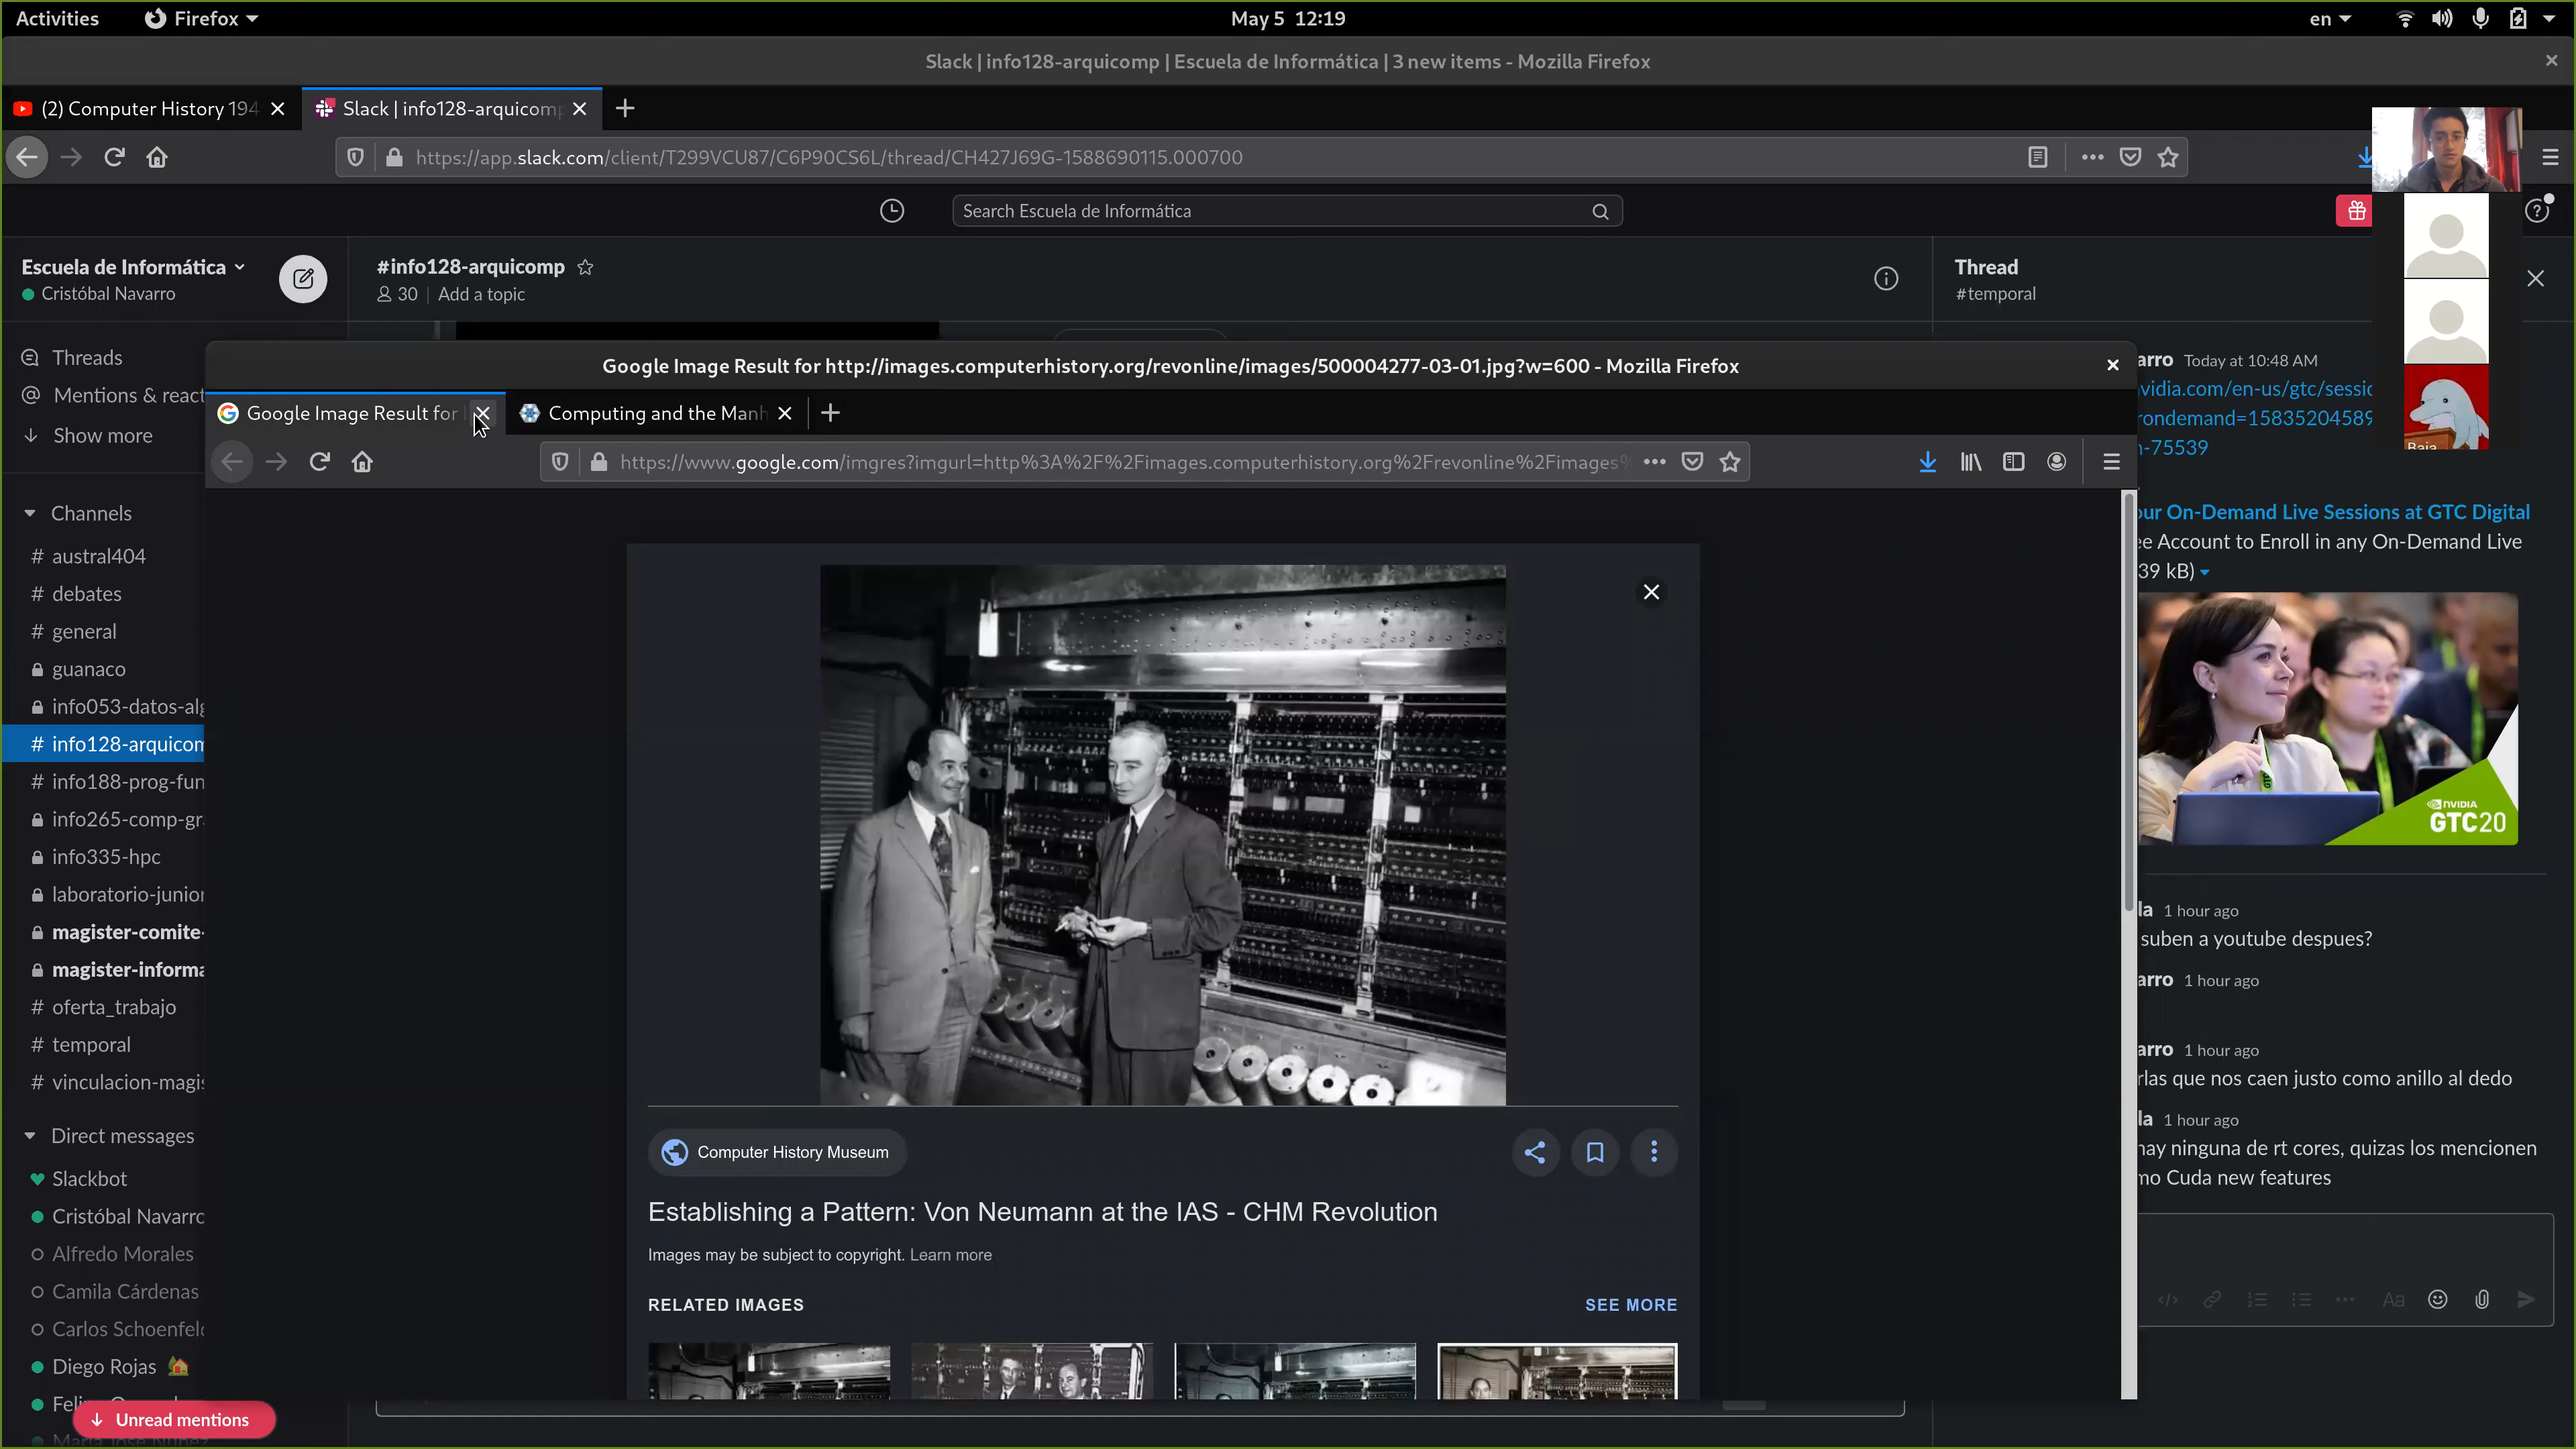 Activities
Firefox
May 5 12:19
en
Slack | info128-arquicomp | Escuela de Informática | 3 new items - Mozilla Firefox
(2) Computer History 194
Slack | info128-arquicomp
https://app.slack.com/client/T299VCU87/C6P90CS6L/thread/CH427J69G-1588690115.000700
Search Escuela de Informática
Escuela de Informática
Cristóbal Navarro
#info128-arquicomp
30 | Add a topic
Thread
#temporal
Threads
Mentions & react
Show more
Channels
# austral404
# debates
# general
guanaco
info053-datos-alg
# info128-arquicom
# info188-prog-fun
info265-comp-gr
info335-hpc
laboratorio-junior
magister-comite-
magister-informa
# oferta_trabajo
# temporal
# vinculacion-magis
Direct messages
Slackbot
Cristóbal Navarro
Alfredo Morales
Camila Cárdenas
Carlos Schoenfel
Diego Rojas
Unread mentions
Google Image Result for http://images.computerhistory.org/revonline/images/500004277-03-01.jpg?w=600 - Mozilla Firefox
Google Image Result for
Computing and the Manh
https://www.google.com/imgres?imgurl=http%3A%2F%2Fimages.computerhistory.org%2Frevonline%2Fimages%
Computer History Museum
Establishing a Pattern: Von Neumann at the IAS - CHM Revolution
Images may be subject to copyright. Learn more
RELATED IMAGES
SEE MORE
arro Today at 10:48 AM
vidia.com/en-us/gtc/sessic
rondemand=15835204589
n-75539
our On-Demand Live Sessions at GTC Digital
ee Account to Enroll in any On-Demand Live
39 kB)
NVIDIA
GTC20
la 1 hour ago
suben a youtube despues?
arro 1 hour ago
arro 1 hour ago
rlas que nos caen justo como anillo al dedo
la 1 hour ago
hay ninguna de rt cores, quizas los mencionen
mo Cuda new features
Aa